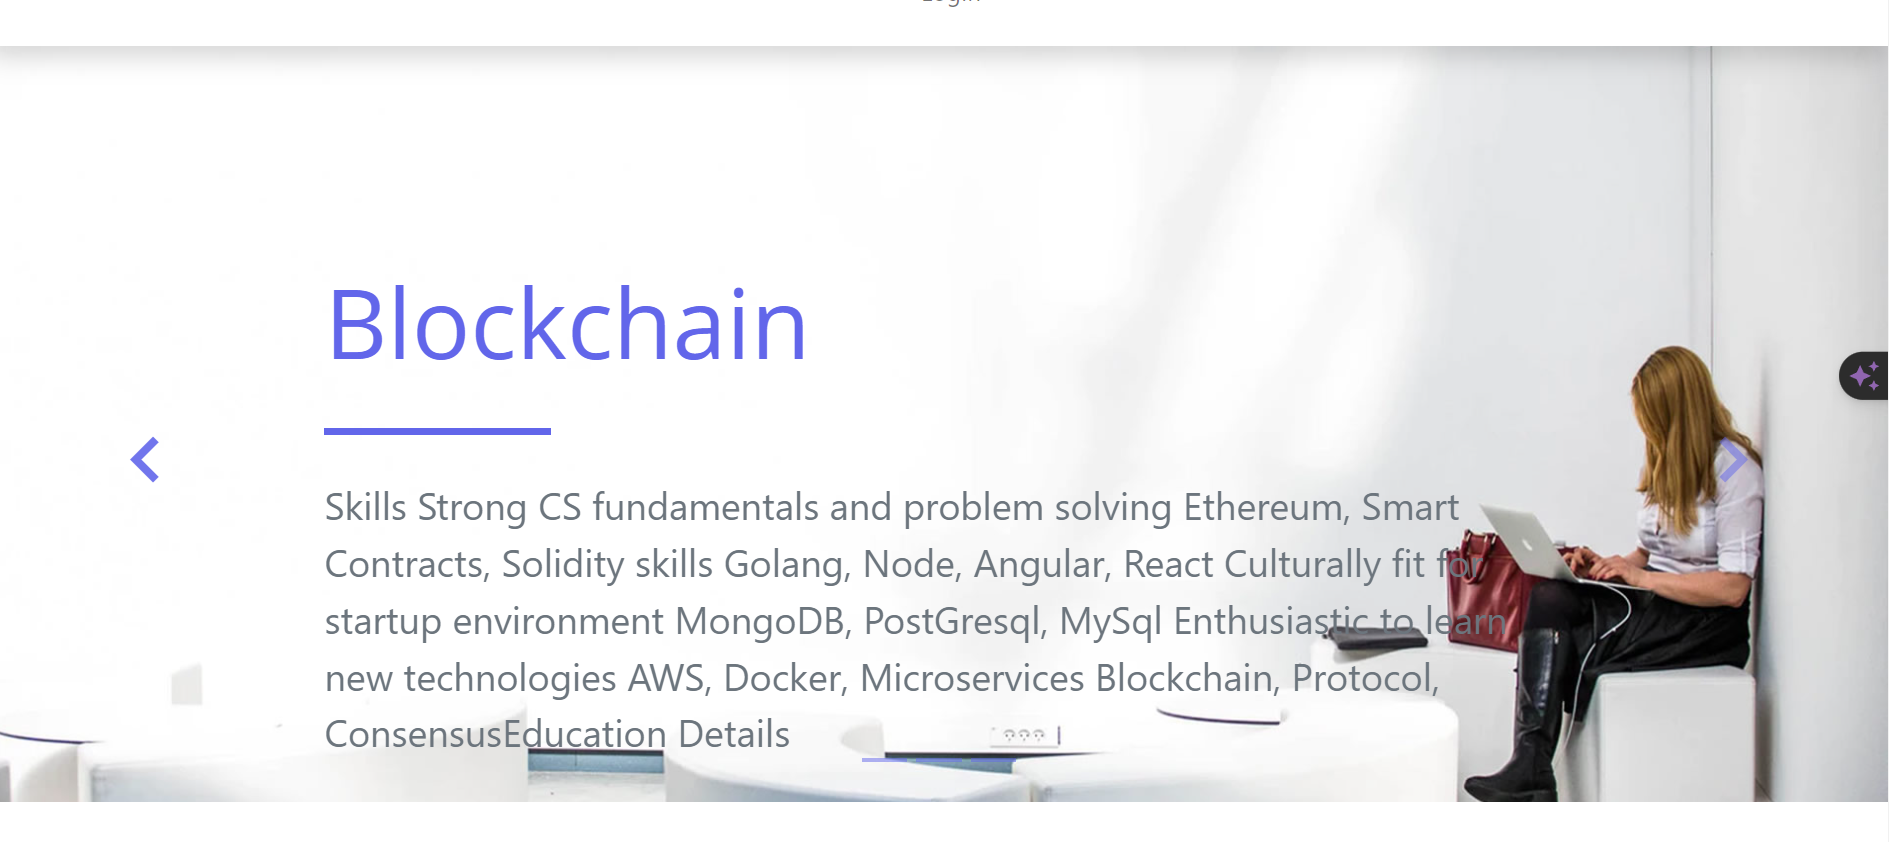 Login
Blockchain
Skills Strong CS fundamentals and problem solving Ethereum, Smart
Contracts, Solidity skills Golang, Node, Angular, React Culturally fit for
startup environment MongoDB, PostGresql, MySql Enthusiastic to learn
new technologies AWS, Docker, Microservices Blockchain, Protocol,
ConsensusEducation Details